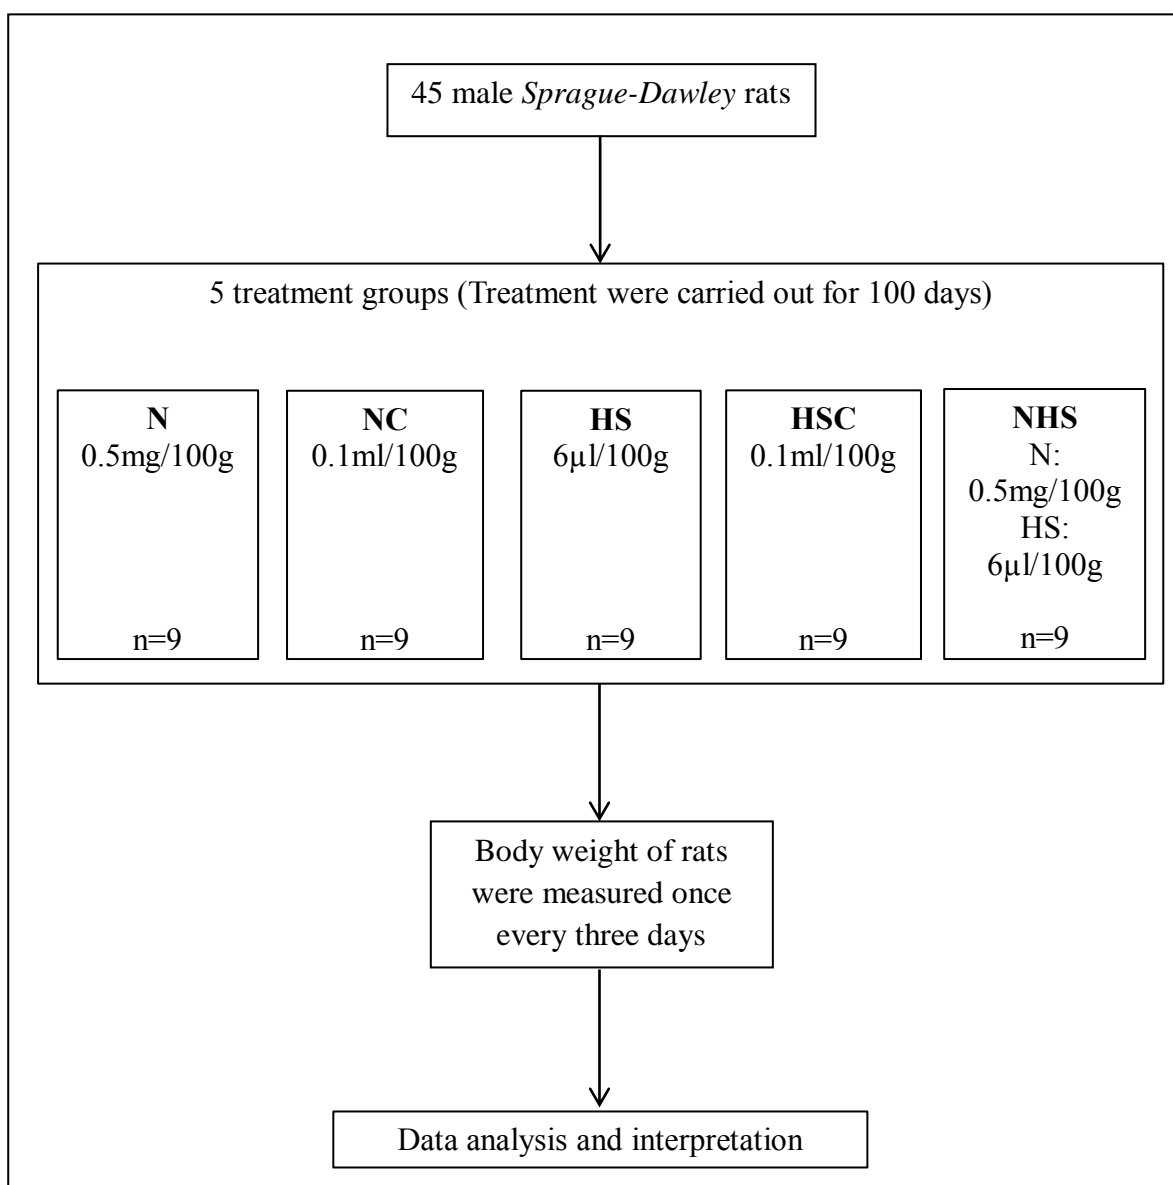 45 male Sprague-Dawley rats
5 treatment groups (Treatment were carried out for 100 days)
N
0.5mg/100g
n=9
NC
0.1ml/100g
n=9
HS
6µl/100g
n=9
HSC
0.1ml/100g
n=9
NHS
N:
0.5mg/100g
HS:
6µl/100g
n=9
Body weight of rats
were measured once
every three days
Data analysis and interpretation